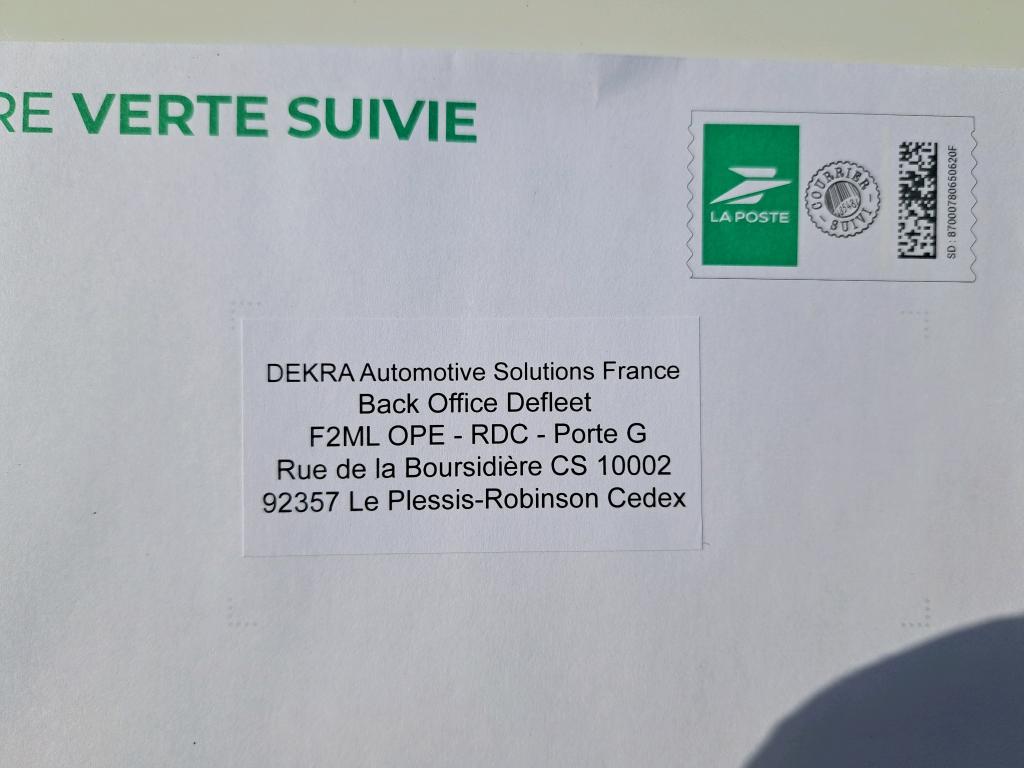 RE VERTE SUIVIE
LA POSTE
COURRIER
SUIVI
SD : 87000780650620F
DEKRA Automotive Solutions France
Back Office Defleet
F2ML OPE - RDC - Porte G
Rue de la Boursidière CS 10002
92357 Le Plessis-Robinson Cedex